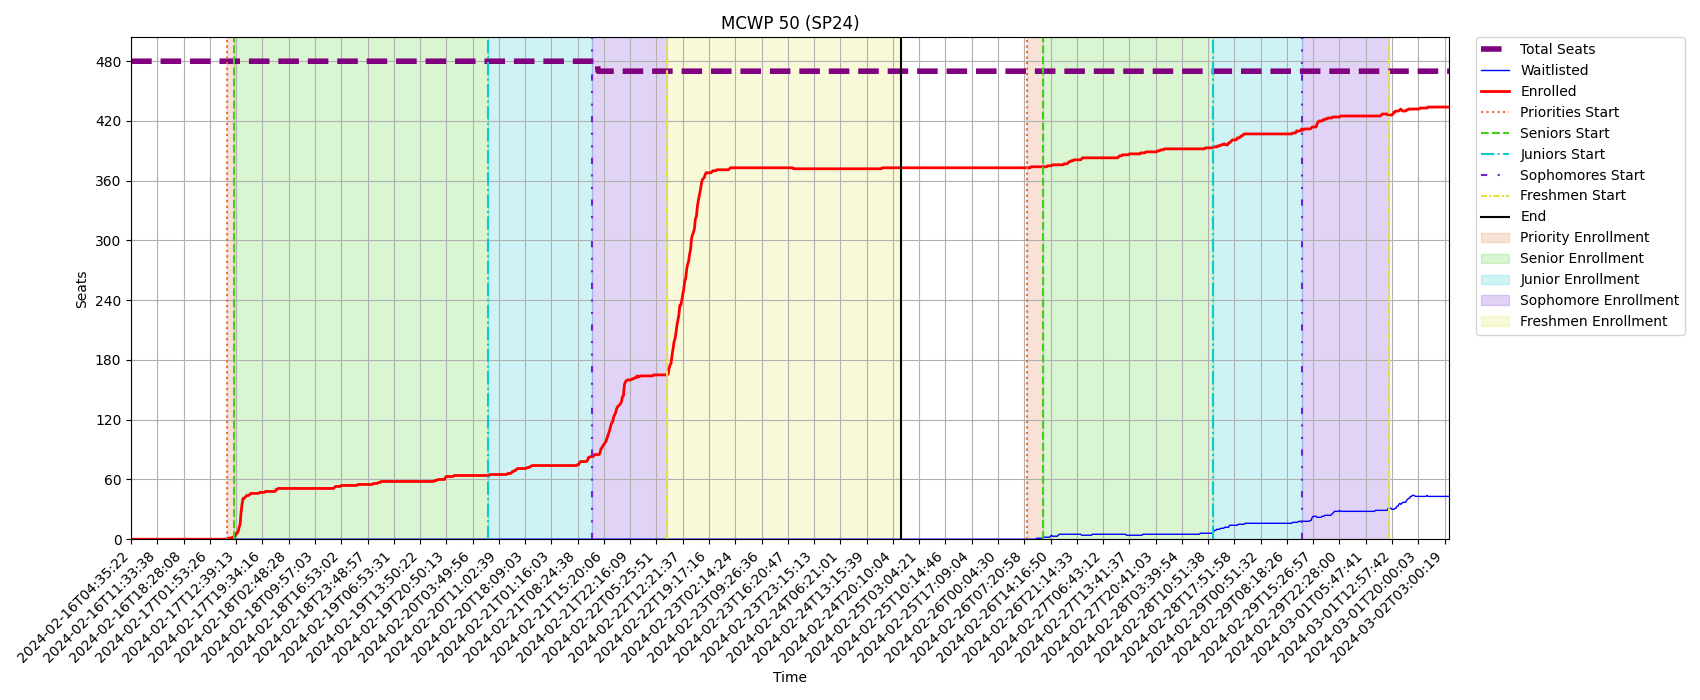 MCWP 50 (SP24)
Seats
480
420
360
300
240
180
120
60
0
2024-02-16T04:35:22
2024-02-16T11:33:38
2024-02-16T18:28:08
2024-02-17T01:53:26
2024-02-17T12:39:13
2024-02-17T19:34:16
2024-02-18T02:48:28
2024-02-18T09:57:03
2024-02-18T16:53:02
2024-02-18T23:48:57
2024-02-19T06:53:31
2024-02-19T13:50:22
2024-02-19T20:50:13
2024-02-20T03:49:56
2024-02-20T11:02:39
2024-02-20T18:09:03
2024-02-21T01:16:03
2024-02-21T08:24:38
2024-02-21T15:20:06
2024-02-21T22:16:09
2024-02-22T05:25:51
2024-02-22T12:21:37
2024-02-22T19:17:16
2024-02-23T02:14:24
2024-02-23T09:26:36
2024-02-23T16:20:47
2024-02-23T23:15:13
2024-02-24T06:21:01
2024-02-24T13:15:39
2024-02-24T20:10:04
2024-02-25T03:04:21
2024-02-25T10:14:46
2024-02-25T17:09:04
2024-02-26T00:04:30
2024-02-26T07:20:58
2024-02-26T14:16:50
2024-02-26T21:14:33
2024-02-27T06:43:12
2024-02-27T13:41:37
2024-02-27T20:41:03
2024-02-28T03:39:54
2024-02-28T10:51:38
2024-02-28T17:51:58
2024-02-29T00:51:32
2024-02-29T08:18:26
2024-02-29T15:26:57
2024-02-29T22:28:00
2024-03-01T05:47:41
2024-03-01T12:57:42
2024-03-01T20:00:03
2024-03-02T03:00:19
Time
Total Seats
Waitlisted
Enrolled
Priorities Start
Seniors Start
Juniors Start
Sophomores Start
Freshmen Start
End
Priority Enrollment
Senior Enrollment
Junior Enrollment
Sophomore Enrollment
Freshmen Enrollment